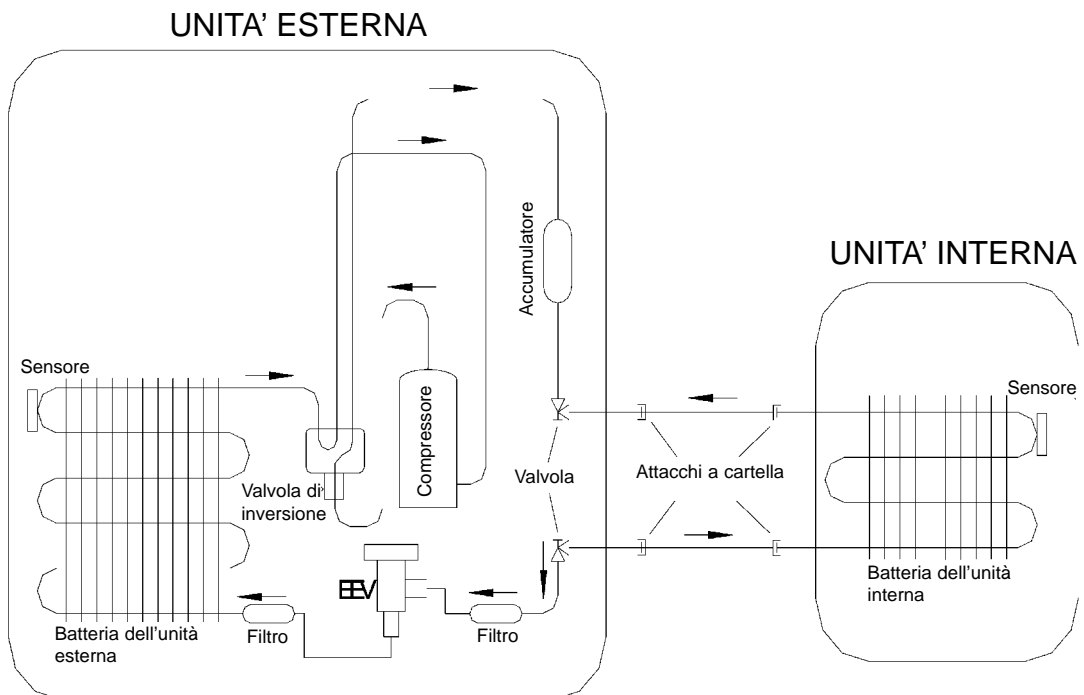 UNITA' ESTERNA
Accumulatore
UNITA' INTERNA
Sensore
Sensore
Compressore
Valvola di
inversione
Valvola
Attacchi a cartella
EEV
Batteria dell'unità
interna
Batteria dell'unità
esterna
Filtro
Filtro